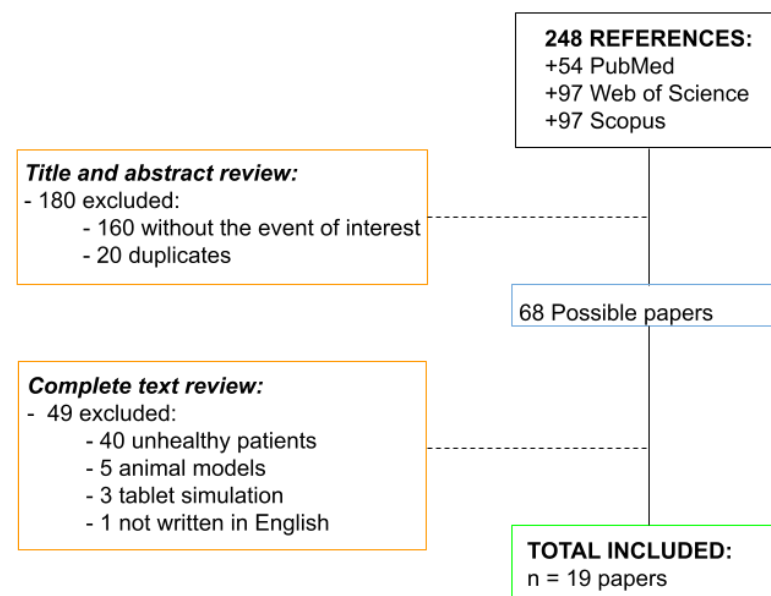 248 REFERENCES:
+54 PubMed
+97 Web of Science
+97 Scopus
Title and abstract review:
- 180 excluded:
- 160 without the event of interest
- 20 duplicates
68 Possible papers
Complete text review:
- 49 excluded:
- 40 unhealthy patients
- 5 animal models
- 3 tablet simulation
- 1 not written in English
TOTAL INCLUDED:
n = 19 papers